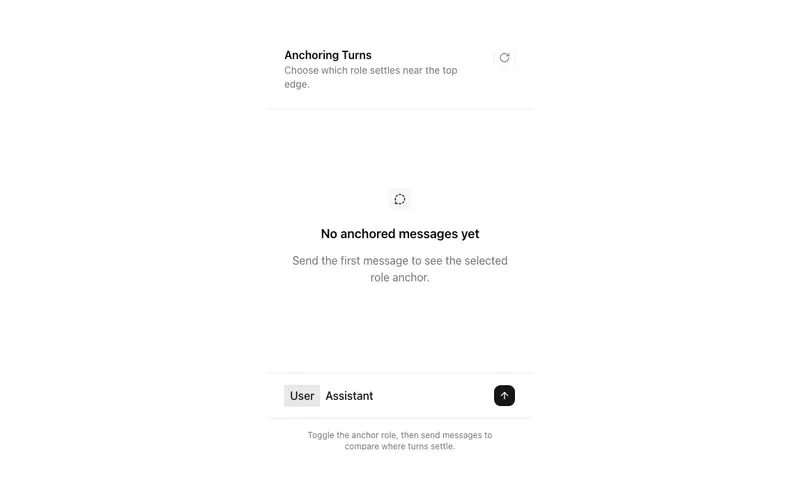 Anchoring Turns
Choose which role settles near the top
edge.
No anchored messages yet
Send the first message to see the selected
role anchor.
User Assistant
Toggle the anchor role, then send messages to
compare where turns settle.